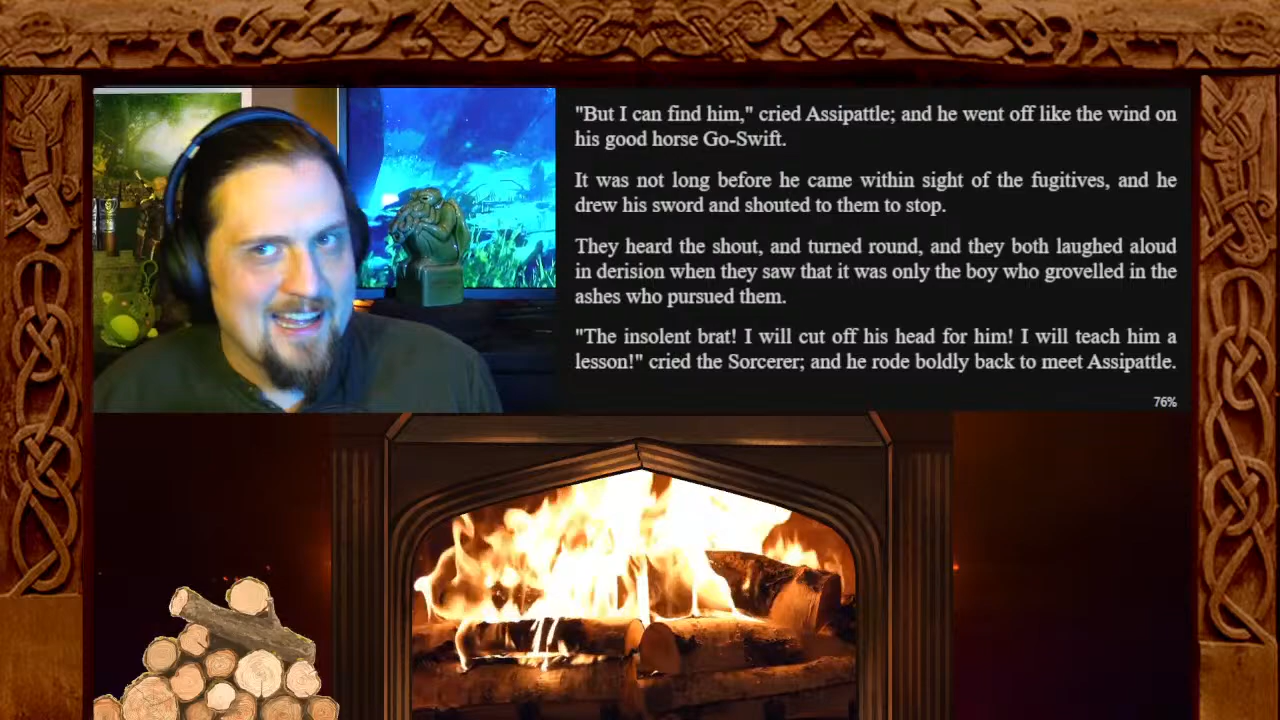 "But I can find him," cried Assipattle; and he went off like the wind on
his good horse Go-Swift.
It was not long before he came within sight of the fugitives, and he
drew his sword and shouted to them to stop.
They heard the shout, and turned round, and they both laughed aloud
in derision when they saw that it was only the boy who grovelled in the
ashes who pursued them.
"The insolent brat! I will cut off his head for him! I will teach him a
lesson!" cried the Sorcerer; and he rode boldly back to meet Assipattle.
76%